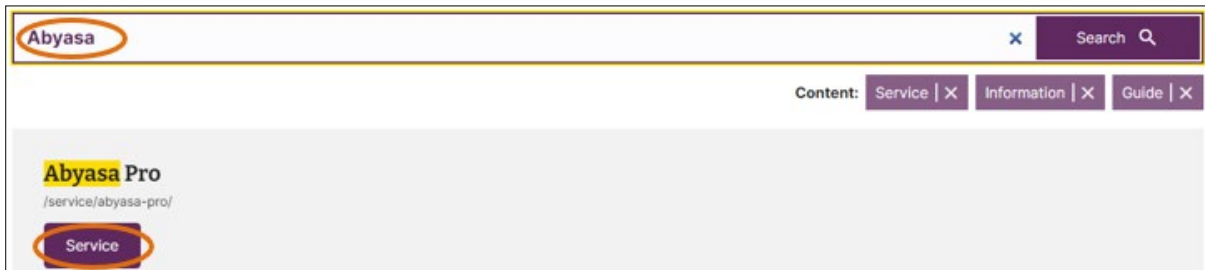 Abyasa × Search
Content: Service | × Information | × Guide | ×
Abyasa Pro
/service/abyasa-pro/
Service